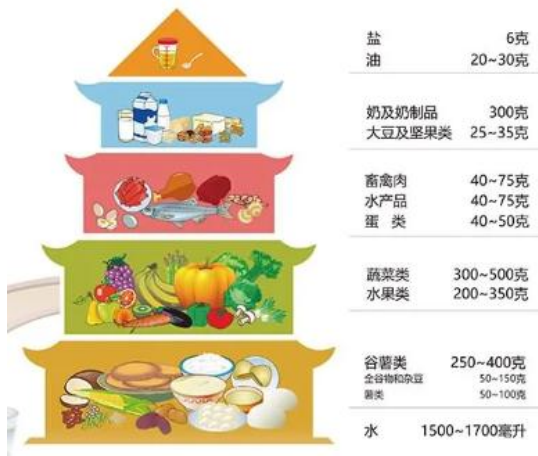 盐 6克
油 20~30克
奶及奶制品 300克
大豆及坚果类 25~35克
畜禽肉 40~75克
水产品 40~75克
蛋 类 40~50克
蔬菜类 300~500克
水果类 200~350克
谷薯类 250~400克
全谷物和杂豆 50~150克
薯类 50~100克
水 1500~1700毫升